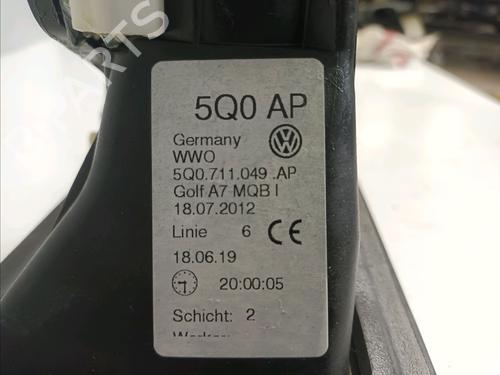 5Q0 AP
Germany
WWO
5Q0.711.049 .AP
Golf A7 MQB I
18.07.2012
Linie 6 CE
18.06.19
20:00:05
Schicht: 2